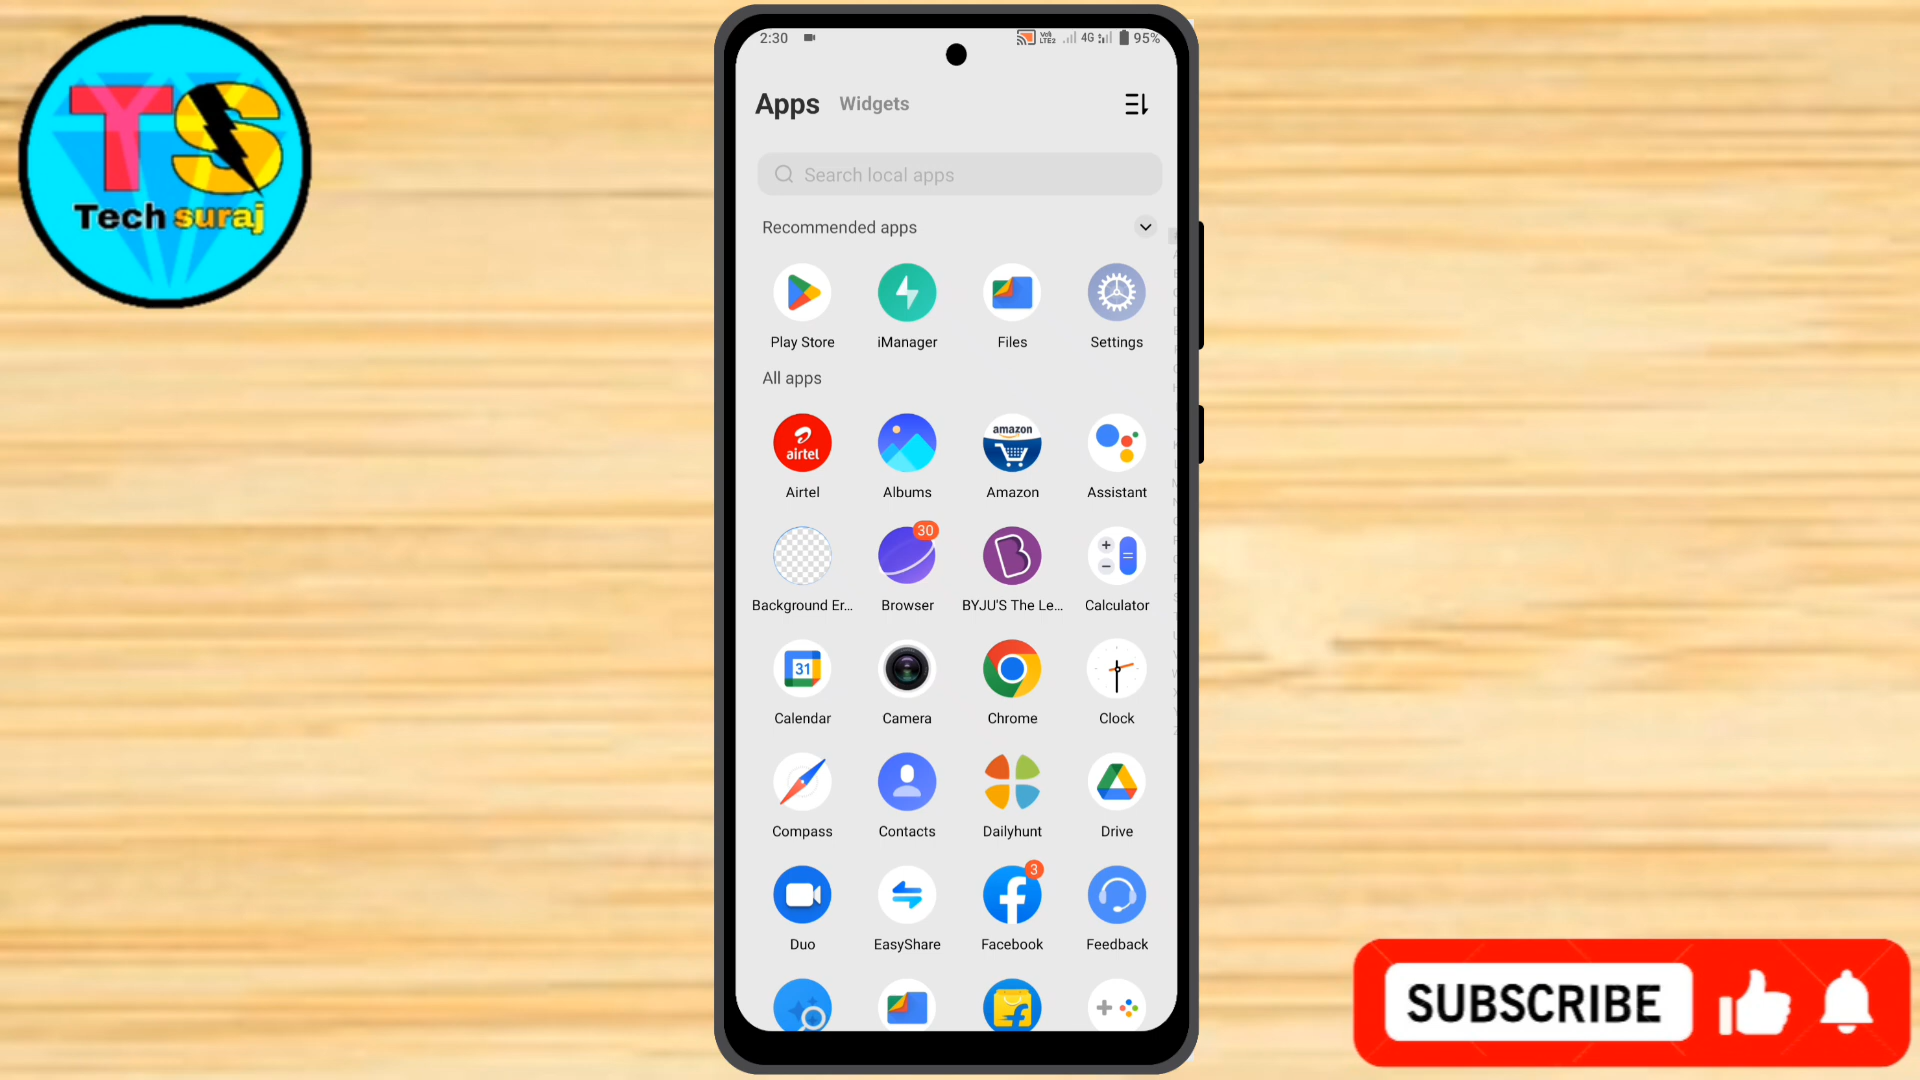 TS
Tech suraj
2:30
Vo)) LTE2 4G 95%
Apps Widgets
Search local apps
Recommended apps
Play Store iManager Files Settings
All apps
airtel
amazon
Airtel Albums Amazon Assistant
30
Background Er... Browser BYJU'S The Le... Calculator
31
Calendar Camera Chrome Clock
Compass Contacts Dailyhunt Drive
3
Duo EasyShare Facebook Feedback
SUBSCRIBE